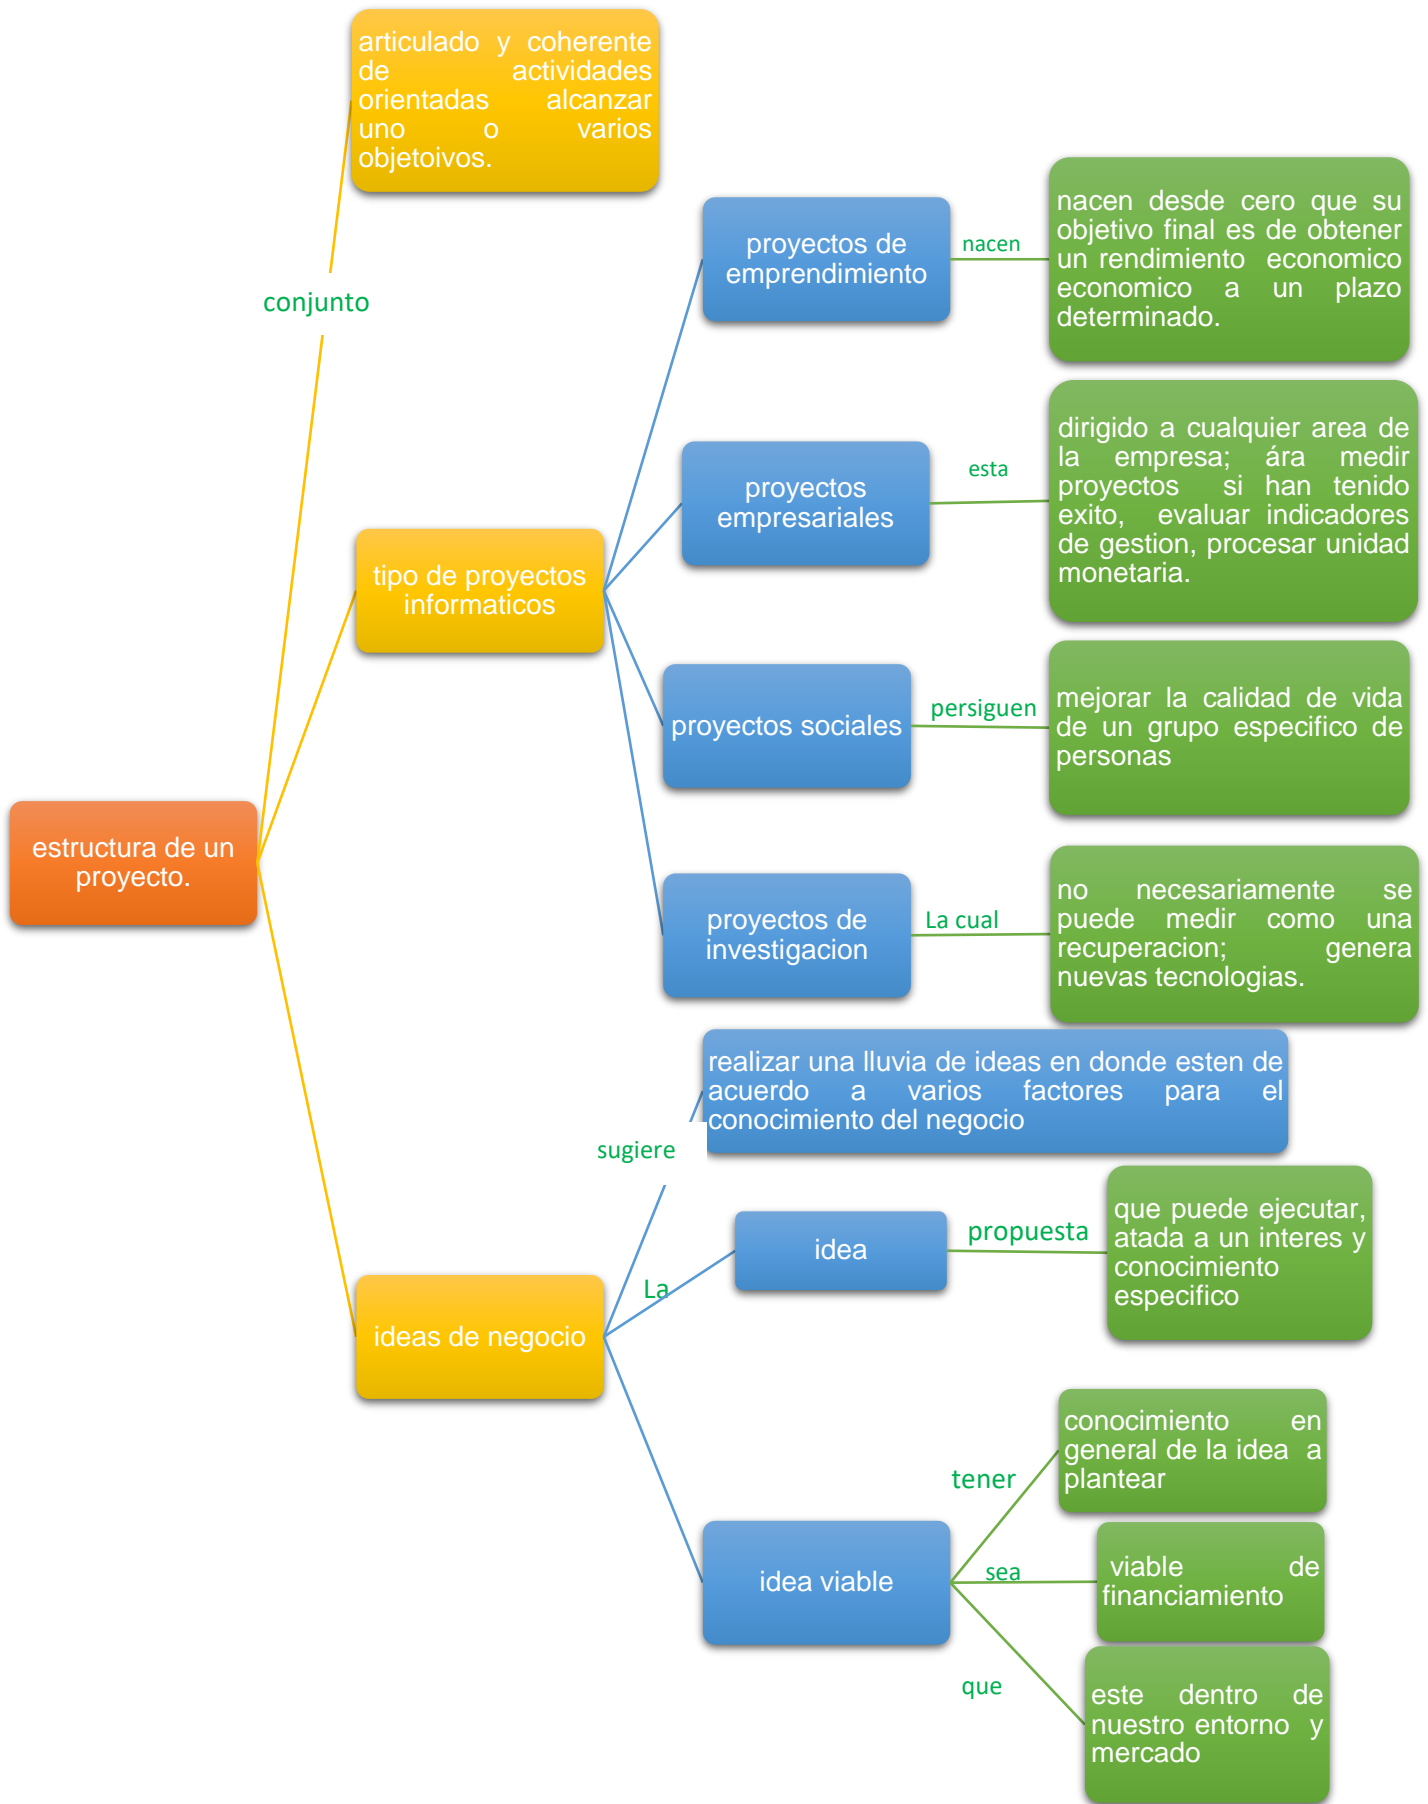 articulado y coherente
de actividades
orientadas alcanzar
uno o varios
objetoivos.
conjunto
proyectos de
emprendimiento
nacen
nacen desde cero que su
objetivo final es de obtener
un rendimiento economico
economico a un plazo
determinado.
proyectos
empresariales
esta
dirigido a cualquier area de
la empresa; ára medir
proyectos si han tenido
exito, evaluar indicadores
de gestion, procesar unidad
monetaria.
tipo de proyectos
informaticos
proyectos sociales
persiguen
mejorar la calidad de vida
de un grupo especifico de
personas
estructura de un
proyecto.
proyectos de
investigacion
La cual
no necesariamente se
puede medir como una
recuperacion; genera
nuevas tecnologias.
realizar una lluvia de ideas en donde esten de
acuerdo a varios factores para el
conocimiento del negocio
sugiere
idea
propuesta
que puede ejecutar,
atada a un interes y
conocimiento
especifico
La
ideas de negocio
conocimiento en
general de la idea a
plantear
tener
idea viable
sea
viable de
financiamiento
que
este dentro de
nuestro entorno y
mercado